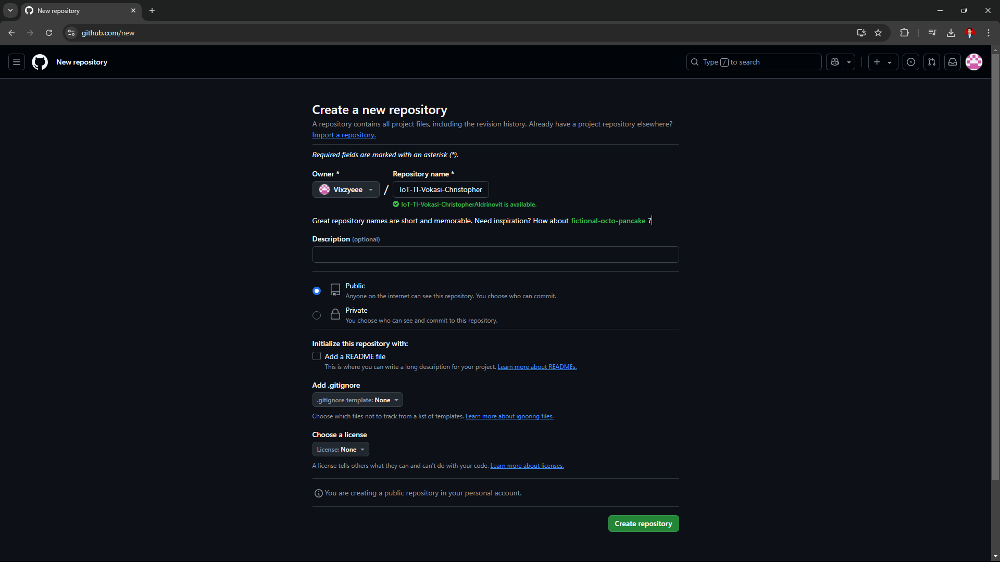 New repository
github.com/new
New repository
Type / to search
Create a new repository
A repository contains all project files, including the revision history. Already have a project repository elsewhere?
Import a repository.
Required fields are marked with an asterisk (*).
Owner * Repository name *
Vixzyeee / IoT-TI-Vokasi-Christopher
IoT-TI-Vokasi-ChristopherAldrinovit is available.
Great repository names are short and memorable. Need inspiration? How about fictional-octo-pancake ?
Description (optional)
Public
Anyone on the internet can see this repository. You choose who can commit.
Private
You choose who can see and commit to this repository.
Initialize this repository with:
Add a README file
This is where you can write a long description for your project. Learn more about READMEs.
Add .gitignore
.gitignore template: None
Choose which files not to track from a list of templates. Learn more about ignoring files.
Choose a license
License: None
A license tells others what they can and can't do with your code. Learn more about licenses.
You are creating a public repository in your personal account.
Create repository